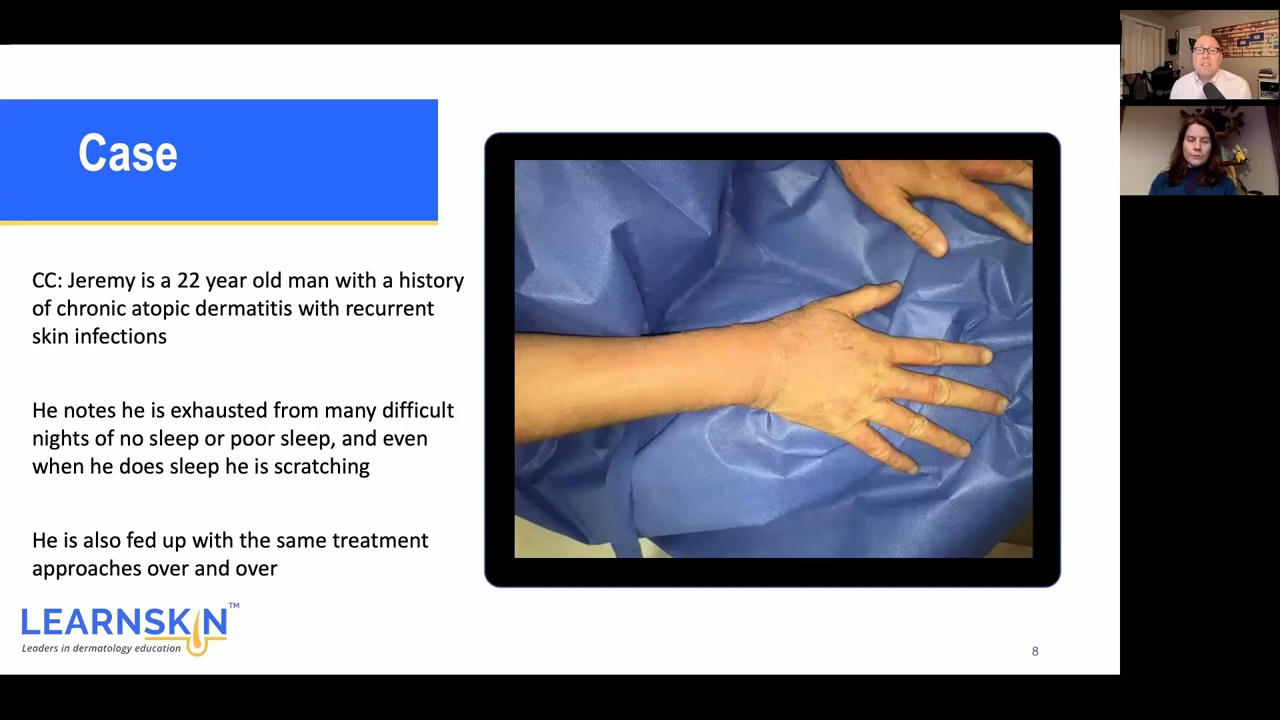 Case
CC: Jeremy is a 22 year old man with a history
of chronic atopic dermatitis with recurrent
skin infections
He notes he is exhausted from many difficult
nights of no sleep or poor sleep, and even
when he does sleep he is scratching
He is also fed up with the same treatment
approaches over and over
LEARNSKIN™
Leaders in dermatology education
8